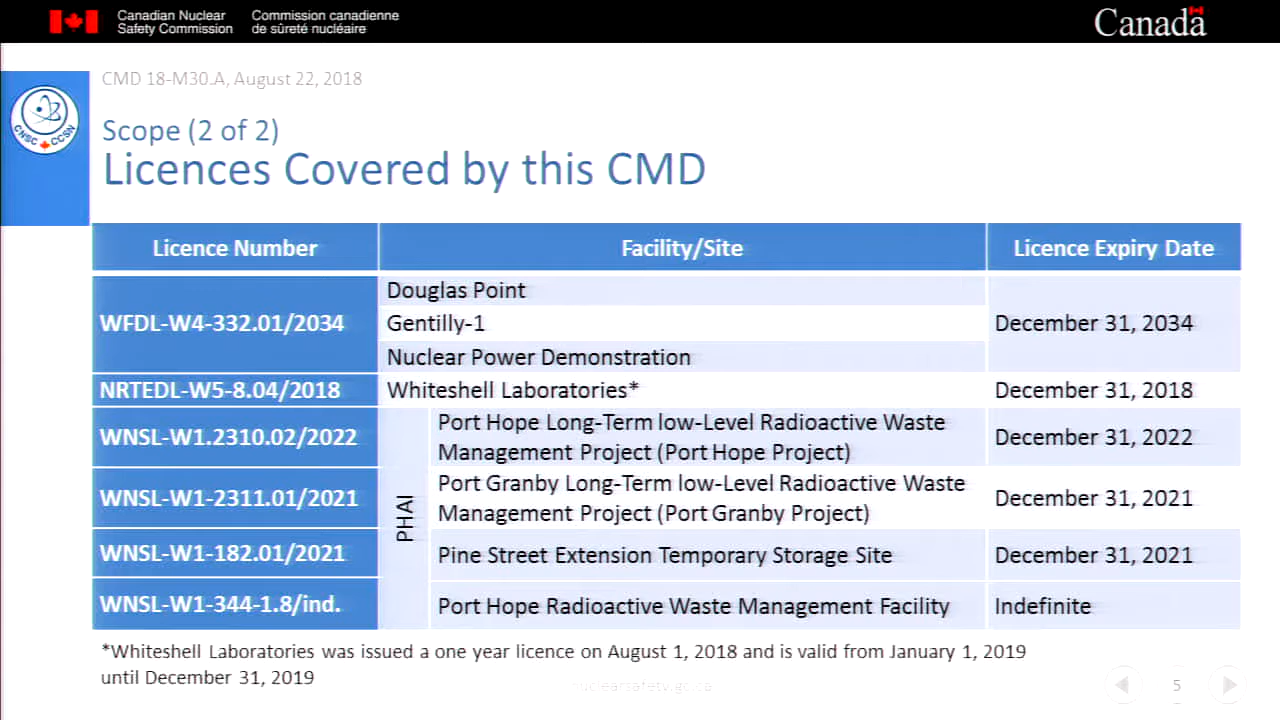 Canadian Nuclear Safety Commission
Commission canadienne de sûreté nucléaire
Canada
CMD 18-M30.A, August 22, 2018
CNSC CCSN
Scope (2 of 2)
Licences Covered by this CMD
Licence Number Facility/Site Licence Expiry Date
Douglas Point
WFDL-W4-332.01/2034 Gentilly-1 December 31, 2034
Nuclear Power Demonstration
NRTEDL-W5-8.04/2018 Whiteshell Laboratories* December 31, 2018
PHAI
WNSL-W1.2310.02/2022 Port Hope Long-Term low-Level Radioactive Waste
Management Project (Port Hope Project) December 31, 2022
WNSL-W1-2311.01/2021 Port Granby Long-Term low-Level Radioactive Waste
Management Project (Port Granby Project) December 31, 2021
WNSL-W1-182.01/2021 Pine Street Extension Temporary Storage Site December 31, 2021
WNSL-W1-344-1.8/ind. Port Hope Radioactive Waste Management Facility Indefinite
*Whiteshell Laboratories was issued a one year licence on August 1, 2018 and is valid from January 1, 2019
until December 31, 2019
nuclearsafety.gc.ca
5